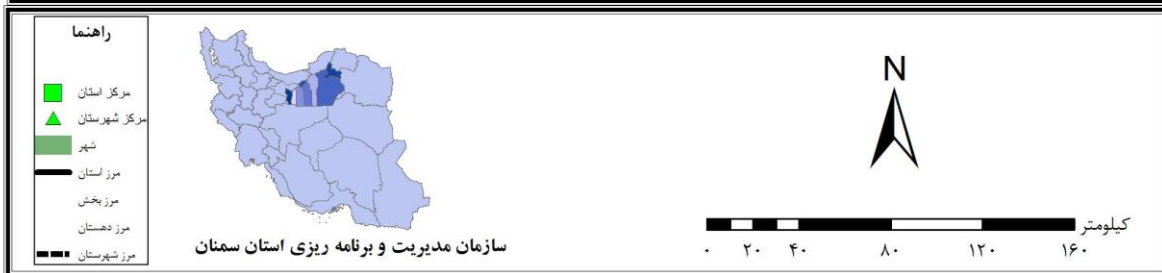 راهنما
مرکز استان
مرکز شهرستان
شهر
مرز استان
مرز بخش
مرز دهستان
مرز شهرستان
سازمان مدیریت و برنامه ریزی استان سمنان
N
کیلومتر
۰ ۲۰ ۴۰ ۸۰ ۱۲۰ ۱۶۰